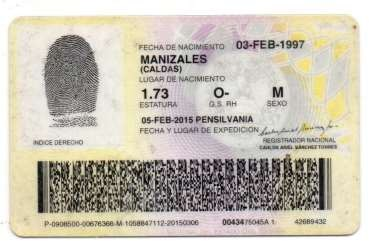 FECHA DE NACIMIENTO 03-FEB-1997
MANIZALES
(CALDAS)
LUGAR DE NACIMIENTO
1.73 O- M
ESTATURA G.S. RH SEXO
05-FEB-2015 PENSILVANIA
FECHA Y LUGAR DE EXPEDICION
INDICE DERECHO
REGISTRADOR NACIONAL
CARLOS ARIEL SÁNCHEZ TORRES
P-0908500-00676366-M-1058847112-20150306 0043475045A 1 42689432